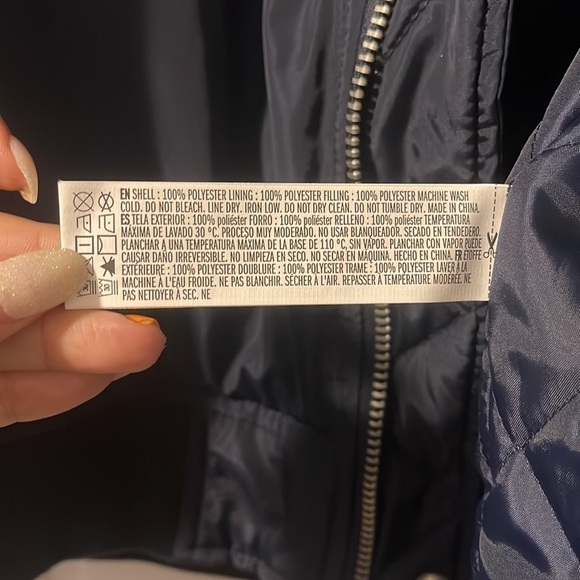 EN SHELL : 100% POLYESTER LINING : 100% POLYESTER FILLING : 100% POLYESTER MACHINE WASH
COLD. DO NOT BLEACH. LINE DRY. IRON LOW. DO NOT DRY CLEAN. DO NOT TUMBLE DRY. MADE IN CHINA.
ES TELA EXTERIOR : 100% poliéster FORRO : 100% poliéster RELLENO : 100% poliéster TEMPERATURA
MÁXIMA DE LAVADO 30 °C. PROCESO MUY MODERADO. NO USAR BLANQUEADOR. SECADO EN TENDEDERO.
PLANCHAR A UNA TEMPERATURA MÁXIMA DE LA BASE DE 110 °C, SIN VAPOR. PLANCHAR CON VAPOR PUEDE
CAUSAR DAÑO IRREVERSIBLE. NO LIMPIEZA EN SECO. NO SECAR EN MÁQUINA. HECHO EN CHINA. FR ÉTOFFE
EXTÉRIEURE : 100% POLYESTER DOUBLURE : 100% POLYESTER TRAME : 100% POLYESTER LAVER À LA
MACHINE À L'EAU FROIDE. NE PAS BLANCHIR. SÉCHER À L'AIR. REPASSER À TEMPÉRATURE MODÉRÉE. NE
PAS NETTOYER À SEC. NE